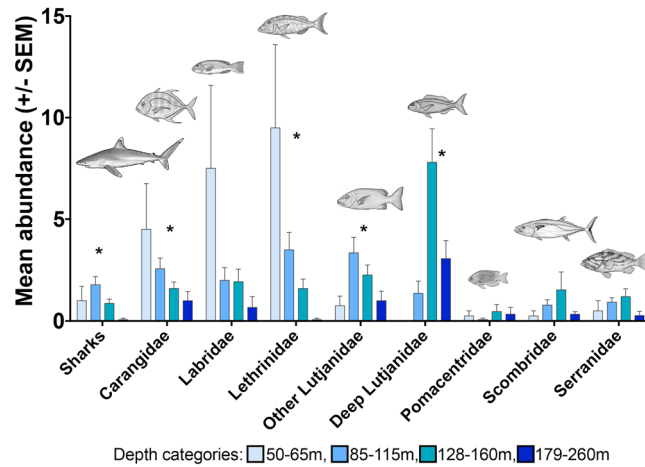 Mean abundance (+/- SEM)
15
10
5
0
*
*
*
*
*
Sharks
Carangidae
Labridae
Lethrinidae
Other Lutjanidae
Deep Lutjanidae
Pomacentridae
Scombridae
Serranidae
Depth categories: 50-65m, 85-115m, 128-160m, 179-260m